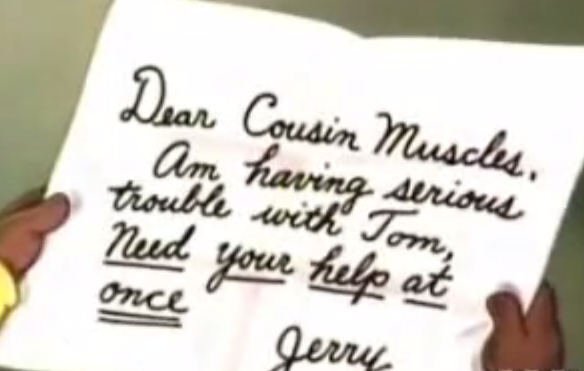 Dear Cousin Muscles.
Am having serious
trouble with Tom,
Need your help at
once
Jerry